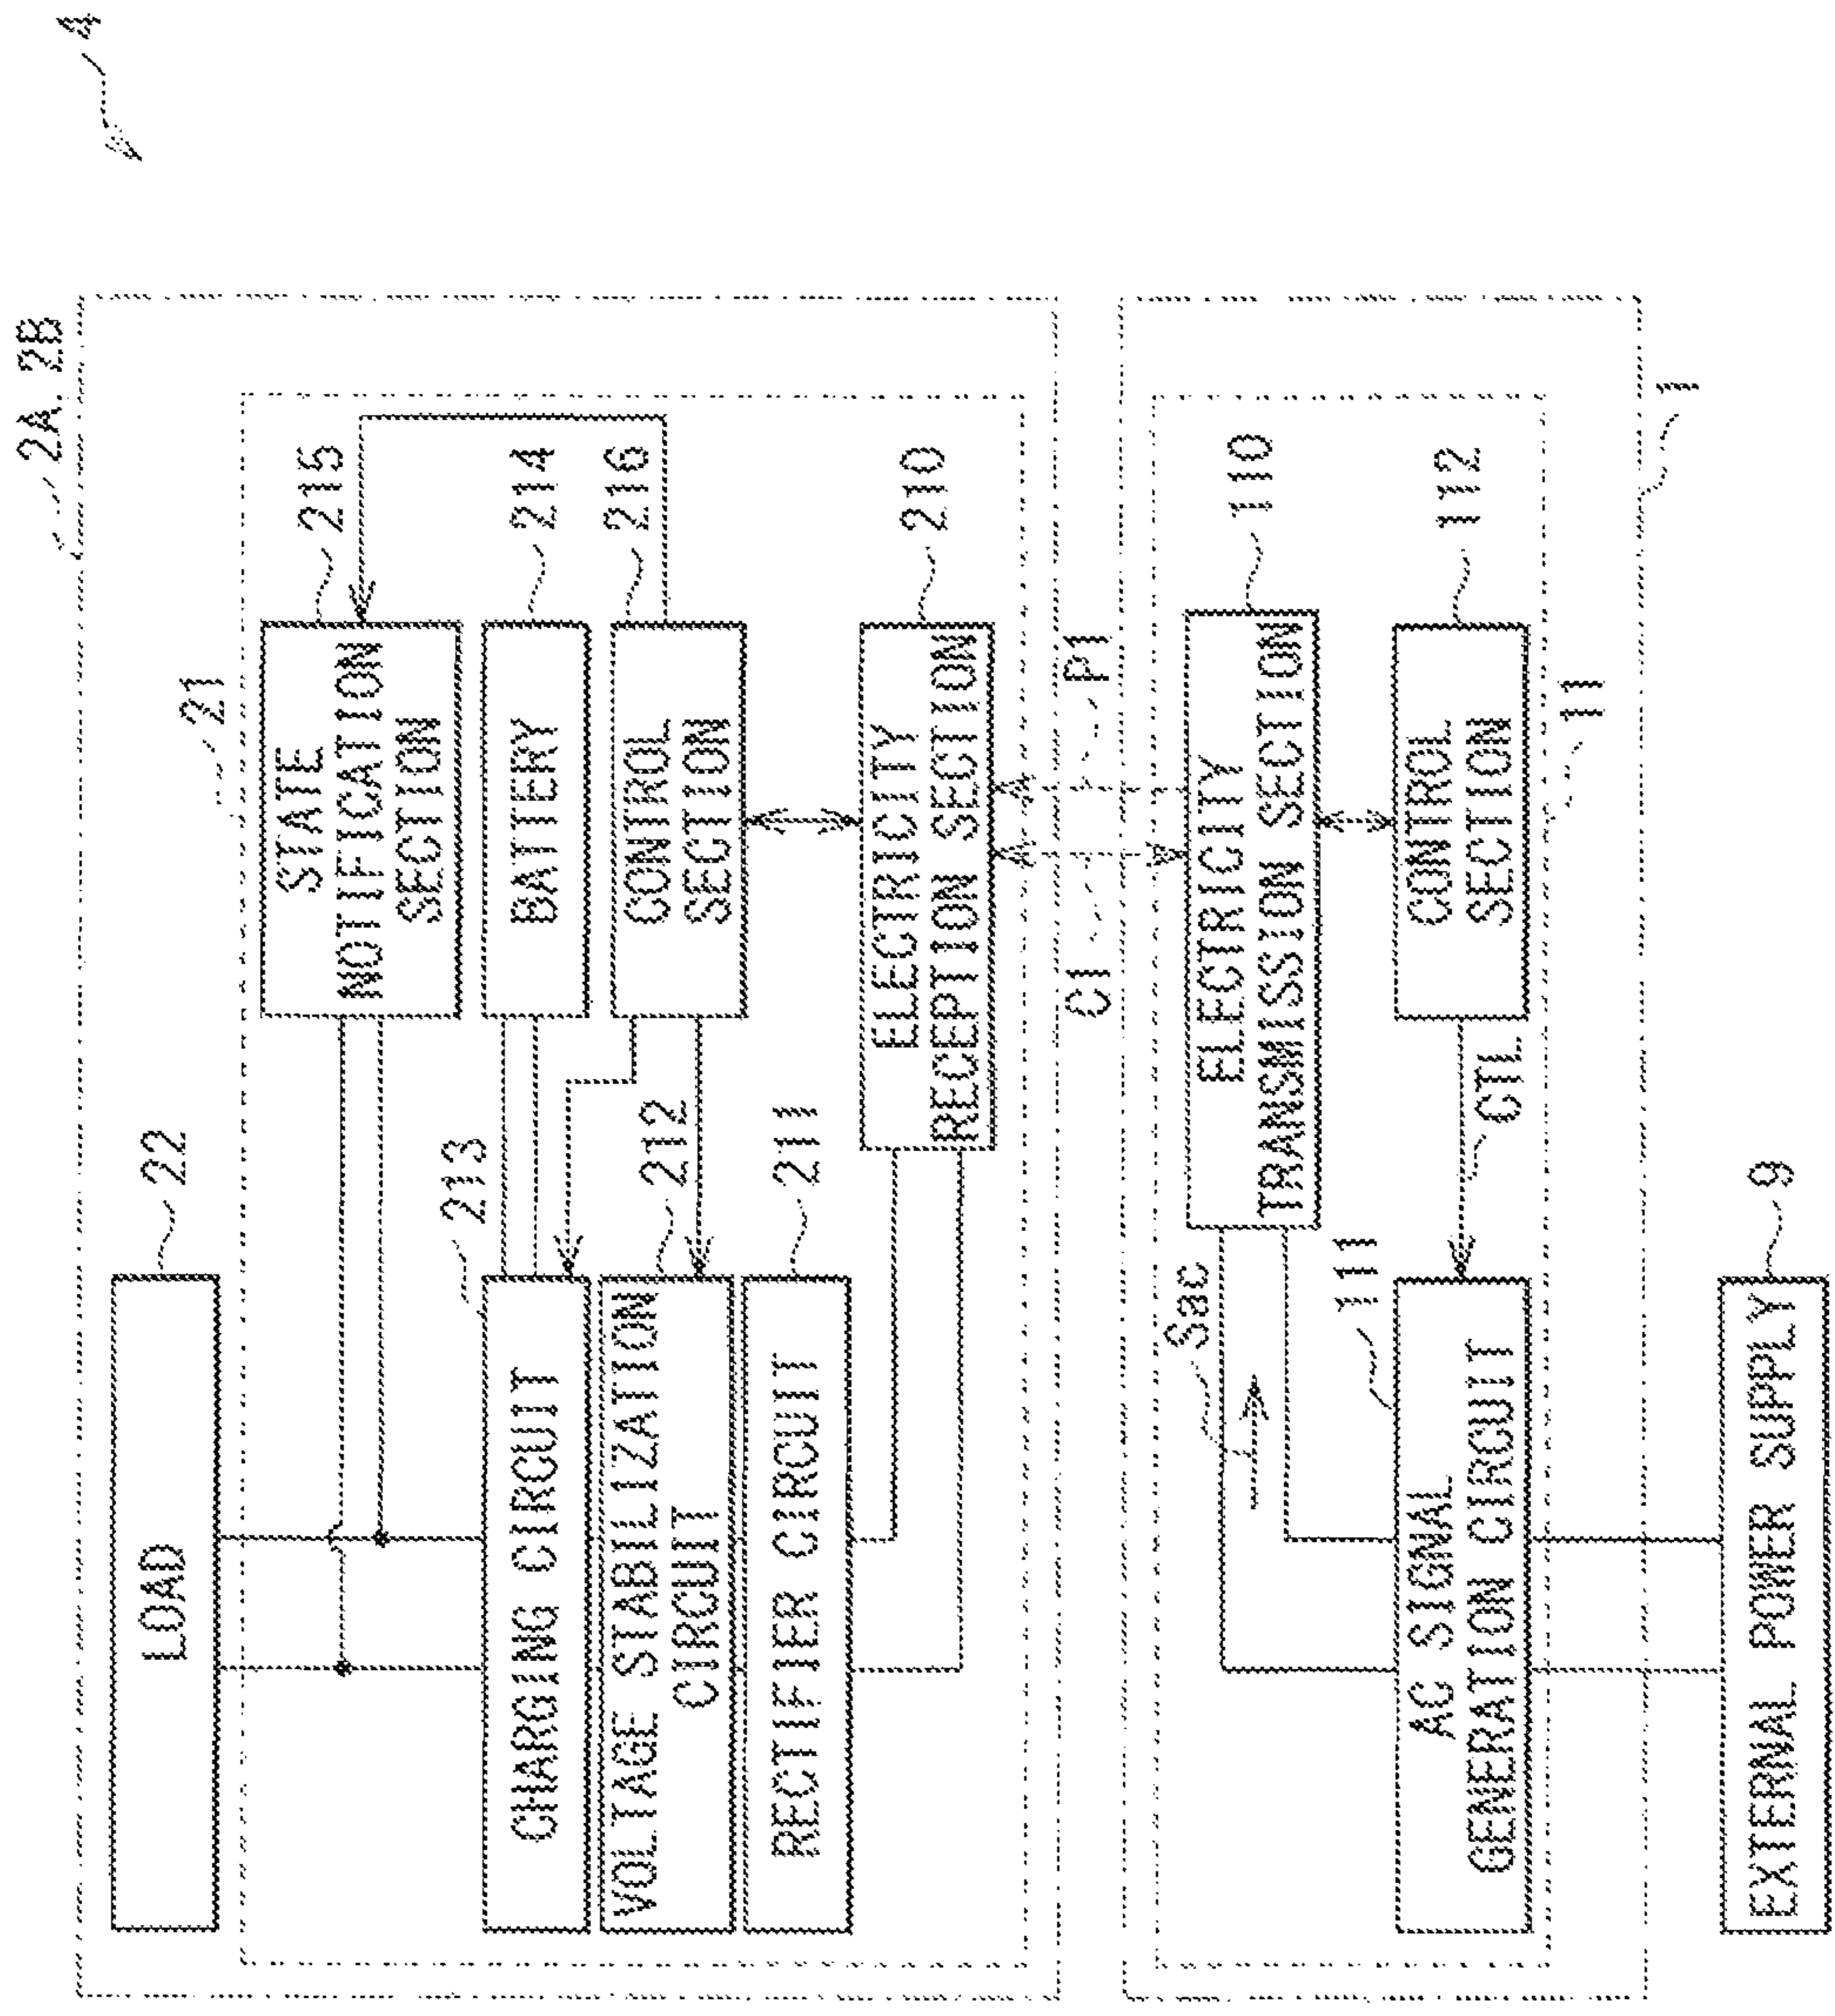 4
2A, 2B
22
LOAD
21
215
STATE
NOTIFICATION
SECTION
214
BATTERY
213
CHARGING CIRCUIT
216
CONTROL
SECTION
212
VOLTAGE STABILIZATION
CIRCUIT
211
RECTIFIER CIRCUIT
210
ELECTRICITY
RECEPTION SECTION
C1
P1
1
110
ELECTRICITY
TRANSMISSION SECTION
Sac
111
AC SIGNAL
GENERATION CIRCUIT
112
CONTROL
SECTION
CTL
11
9
EXTERNAL POWER SUPPLY